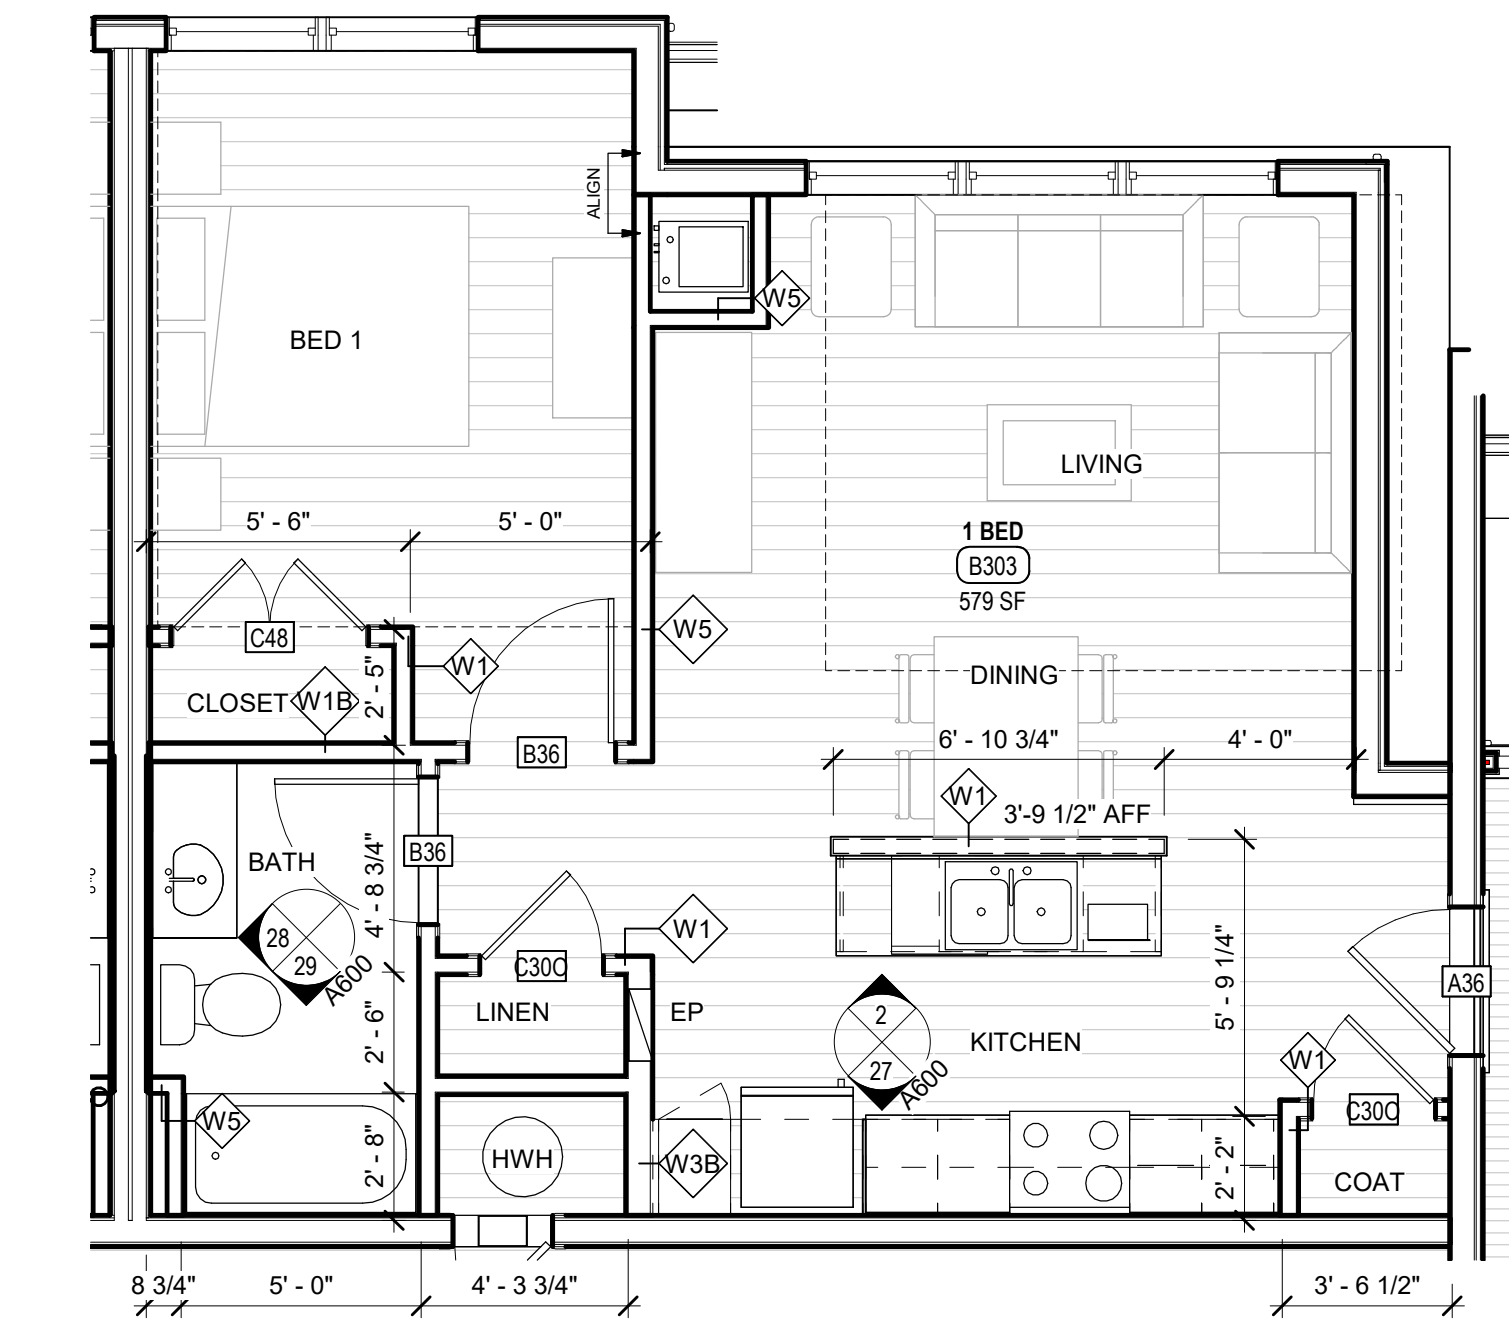 ALIGN
W5
BED 1
LIVING
5' - 6"
5' - 0"
1 BED
B303
579 SF
C48
W1
W5
2' - 5"
CLOSET
W1B
DINING
B36
6' - 10 3/4"
4' - 0"
W1
3'-9 1/2" AFF
BATH
B36
4' - 8 3/4"
28
29
A600
W1
C30C
LINEN
EP
2
27
A600
KITCHEN
5' - 9 1/4"
A36
2' - 6"
W1
C30C
W5
2' - 8"
HWH
W3B
2' - 2"
COAT
8 3/4"
5' - 0"
4' - 3 3/4"
3' - 6 1/2"